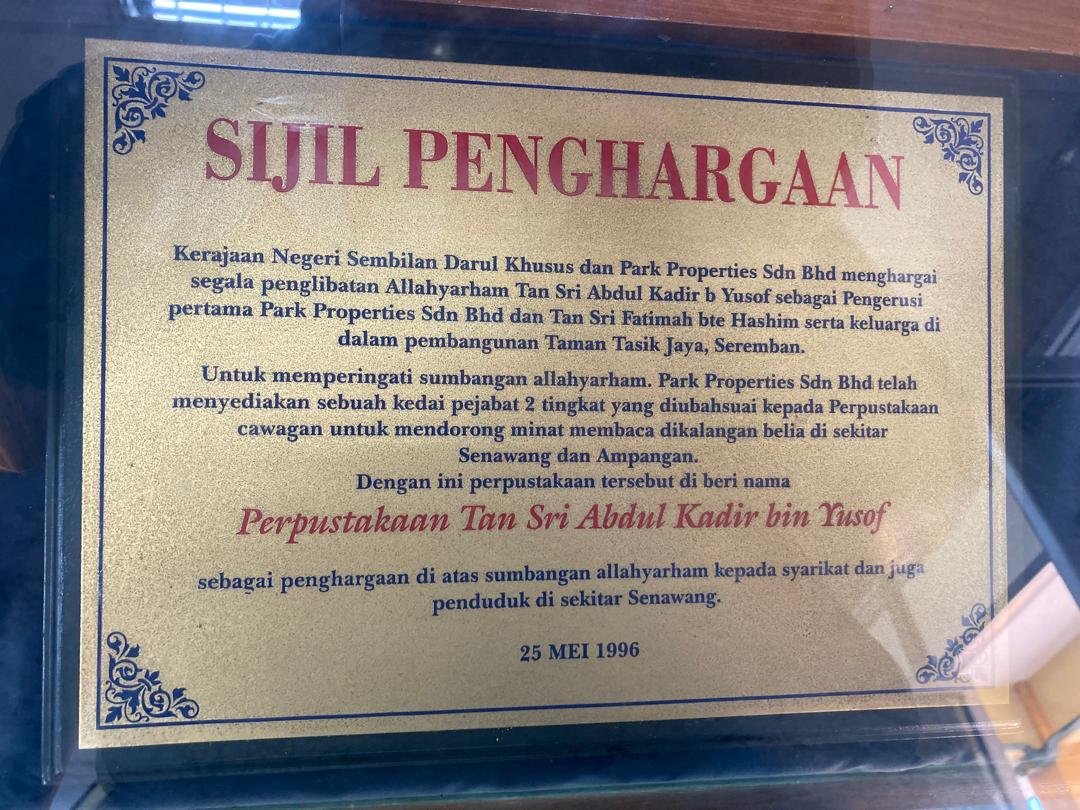 SIJIL PENGHARGAAN
Kerajaan Negeri Sembilan Darul Khusus dan Park Properties Sdn Bhd menghargai
segala penglibatan Allahyarham Tan Sri Abdul Kadir b Yusof sebagai Pengerusi
pertama Park Properties Sdn Bhd dan Tan Sri Fatimah bte Hashim serta keluarga di
dalam pembangunan Taman Tasik Jaya, Seremban.
Untuk memperingati sumbangan allahyarham. Park Properties Sdn Bhd telah
menyediakan sebuah kedai pejabat 2 tingkat yang diubahsuai kepada Perpustakaan
cawagan untuk mendorong minat membaca dikalangan belia di sekitar
Senawang dan Ampangan.
Dengan ini perpustakaan tersebut di beri nama
Perpustakaan Tan Sri Abdul Kadir bin Yusof
sebagai penghargaan di atas sumbangan allahyarham kepada syarikat dan juga
penduduk di sekitar Senawang.
25 MEI 1996